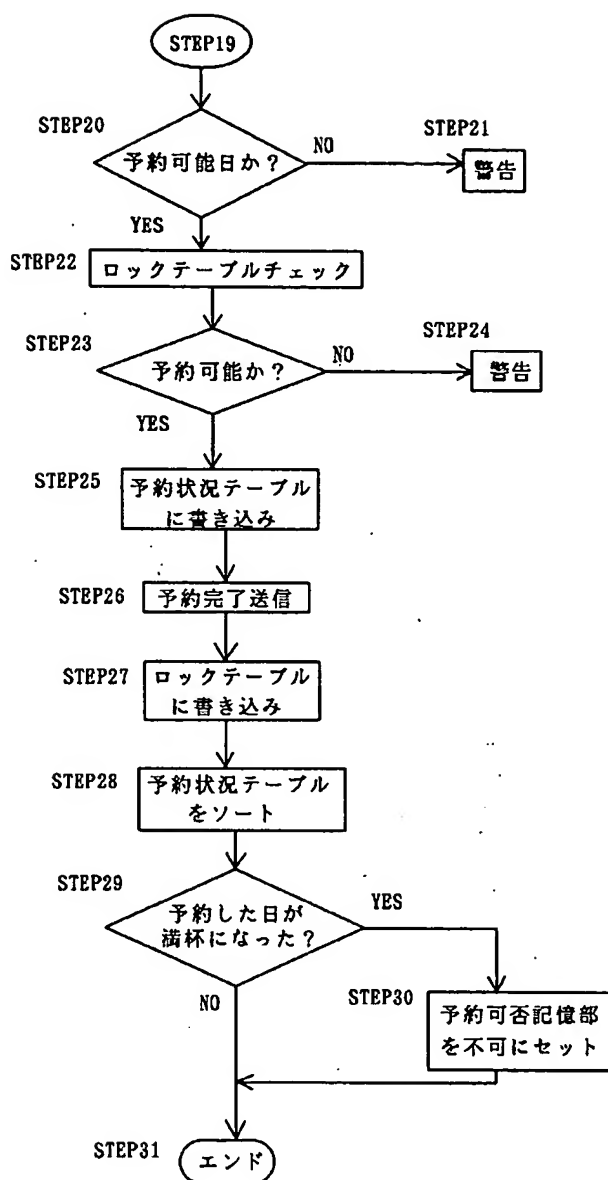 STEP19
STEP20
予約可能日か？
NO
STEP21
警告
YES
STEP22
ロックテーブルチェック
STEP23
予約可能か？
NO
STEP24
警告
YES
STEP25
予約状況テーブル
に書き込み
STEP26
予約完了送信
STEP27
ロックテーブル
に書き込み
STEP28
予約状況テーブル
をソート
STEP29
予約した日が
満杯になった？
YES
NO
STEP30
予約可否記憶部
を不可にセット
STEP31
エンド